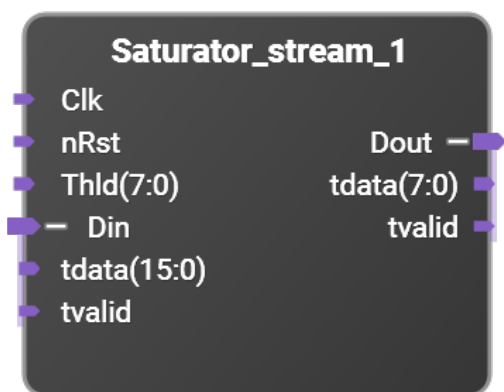 Saturator_stream_1
Clk
nRst
Thld(7:0)
Din
tdata(15:0)
tvalid
Dout
tdata(7:0)
tvalid